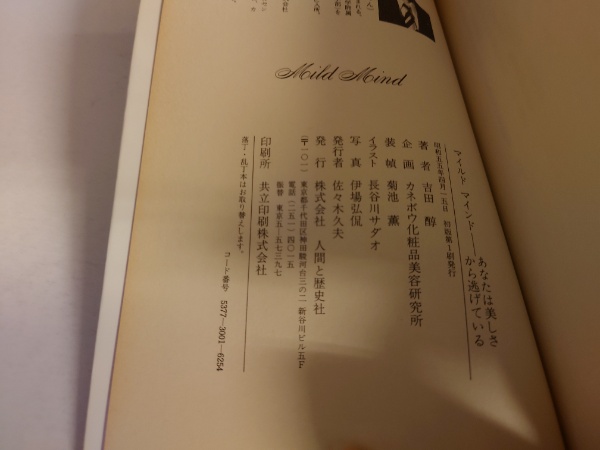 Mild Mind
マイルド マインド——あなたは美しさ
から逃げている
昭和五五年四月一五日 初版第1刷発行
著者 吉田 醇
企画 カネボウ化粧品美容研究所
装幀 菊池 薫
イラスト 長谷川サダオ
写真 伊場弘侃
発行者 佐々木久夫
発行 株式会社 人間と歴史社
(〒一〇一) 東京都千代田区神田駿河台三の二 新谷川ビル五F
電話 (二五一) 四〇一五
振替 東京五-五七三九七
印刷所 共立印刷株式会社
落丁・乱丁本はお取り替えします。
コード番号 5377-3001-6254